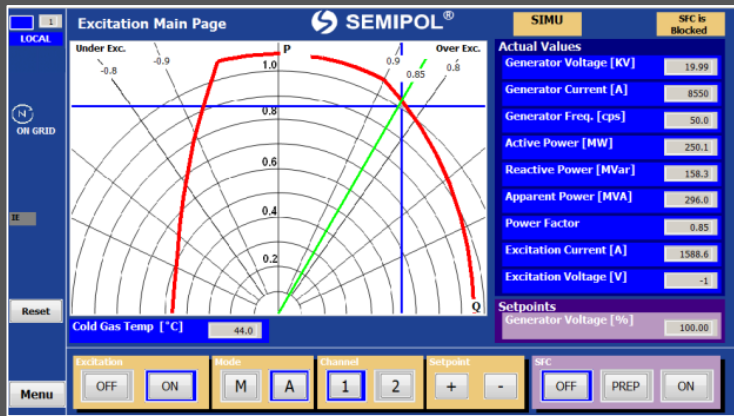 1
LOCAL
Excitation Main Page
SEMIPOL®
SIMU
SFC is
Blocked
Under Exc.
-0.8
-0.9
P
0.9
0.85
0.8
Over Exc.
1.0
0.8
0.6
0.4
0.2
Q
N
ON GRID
IE
Reset
Menu
Actual Values
Generator Voltage [KV] 19.99
Generator Current [A] 8550
Generator Freq. [cps] 50.0
Active Power [MW] 250.1
Reactive Power [MVar] 158.3
Apparent Power [MVA] 296.0
Power Factor 0.85
Excitation Current [A] 1588.6
Excitation Voltage [V] -1
Setpoints
Generator Voltage [%] 100.00
Cold Gas Temp [°C] 44.0
Excitation
OFF ON
Mode
M A
Channel
1 2
Setpoint
+ -
SFC
OFF PREP ON